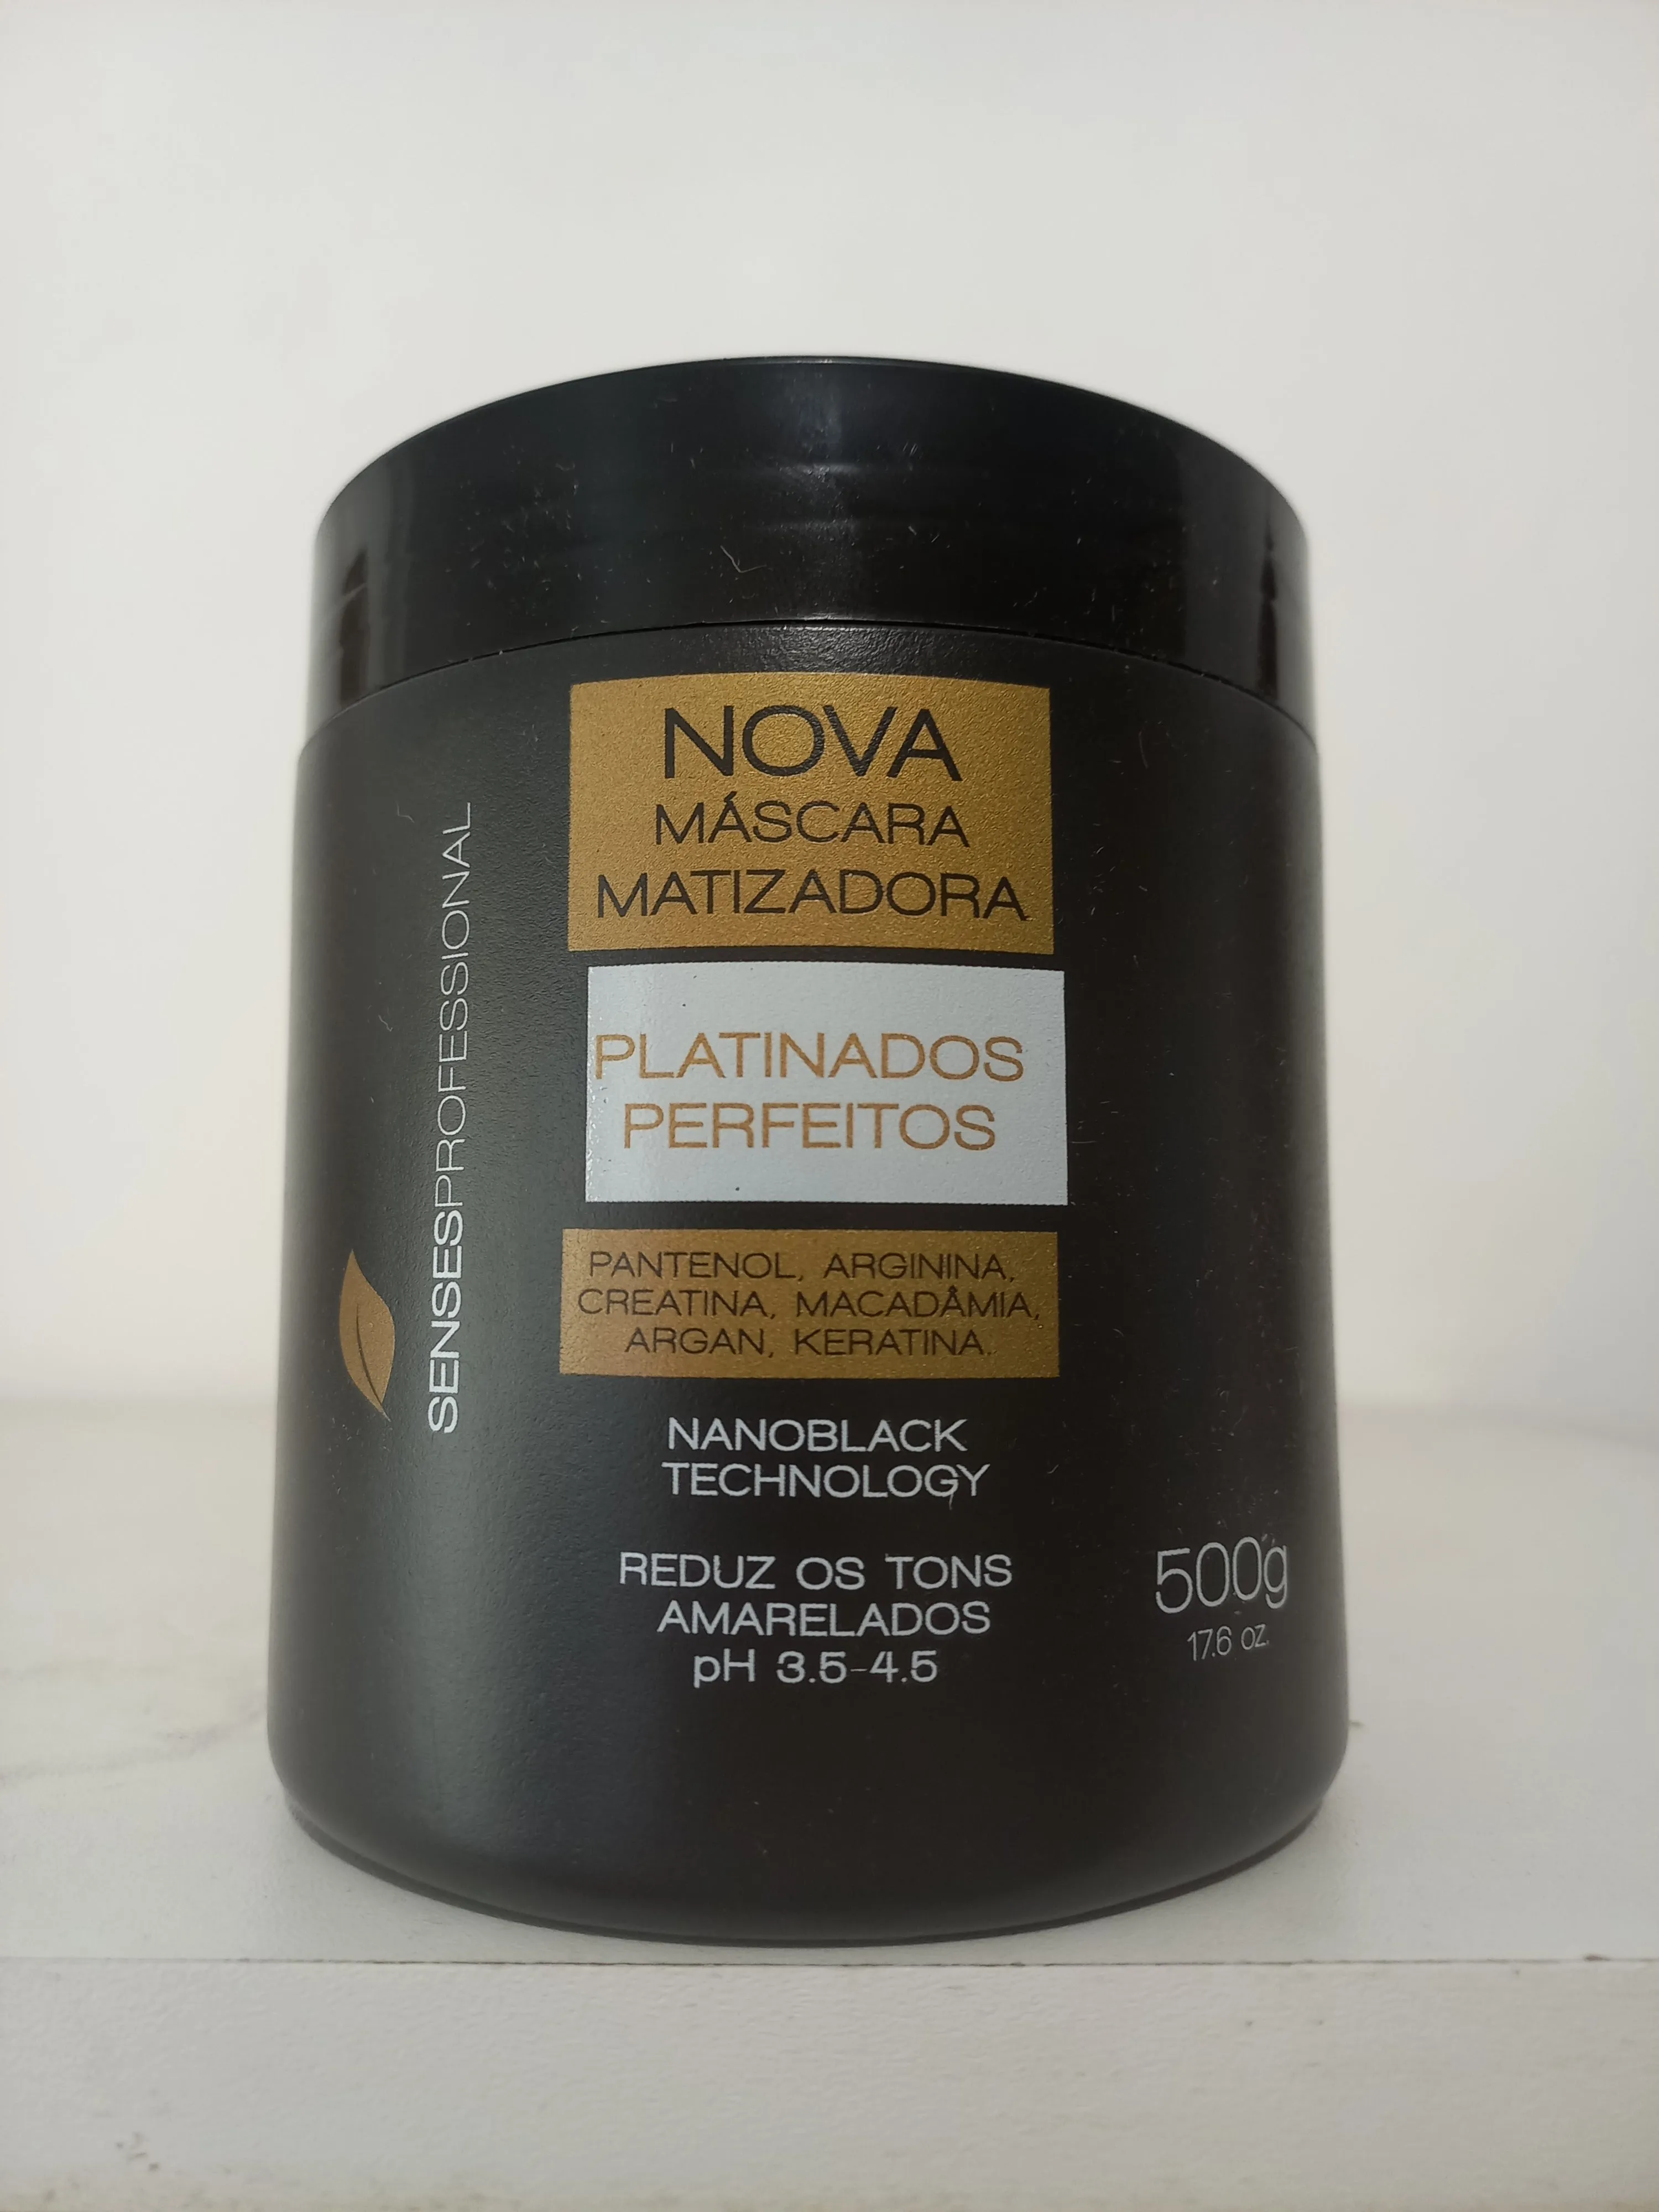 NOVA
MÁSCARA
MATIZADORA
PLATINADOS
PERFEITOS
PANTENOL, ARGININA,
CREATINA, MACADÂMIA,
ARGAN, KERATINA.
NANOBLACK
TECHNOLOGY
REDUZ OS TONS
AMARELADOS
pH 3.5-4.5
SENSESPROFESSIONAL
500g
17.6 oz.